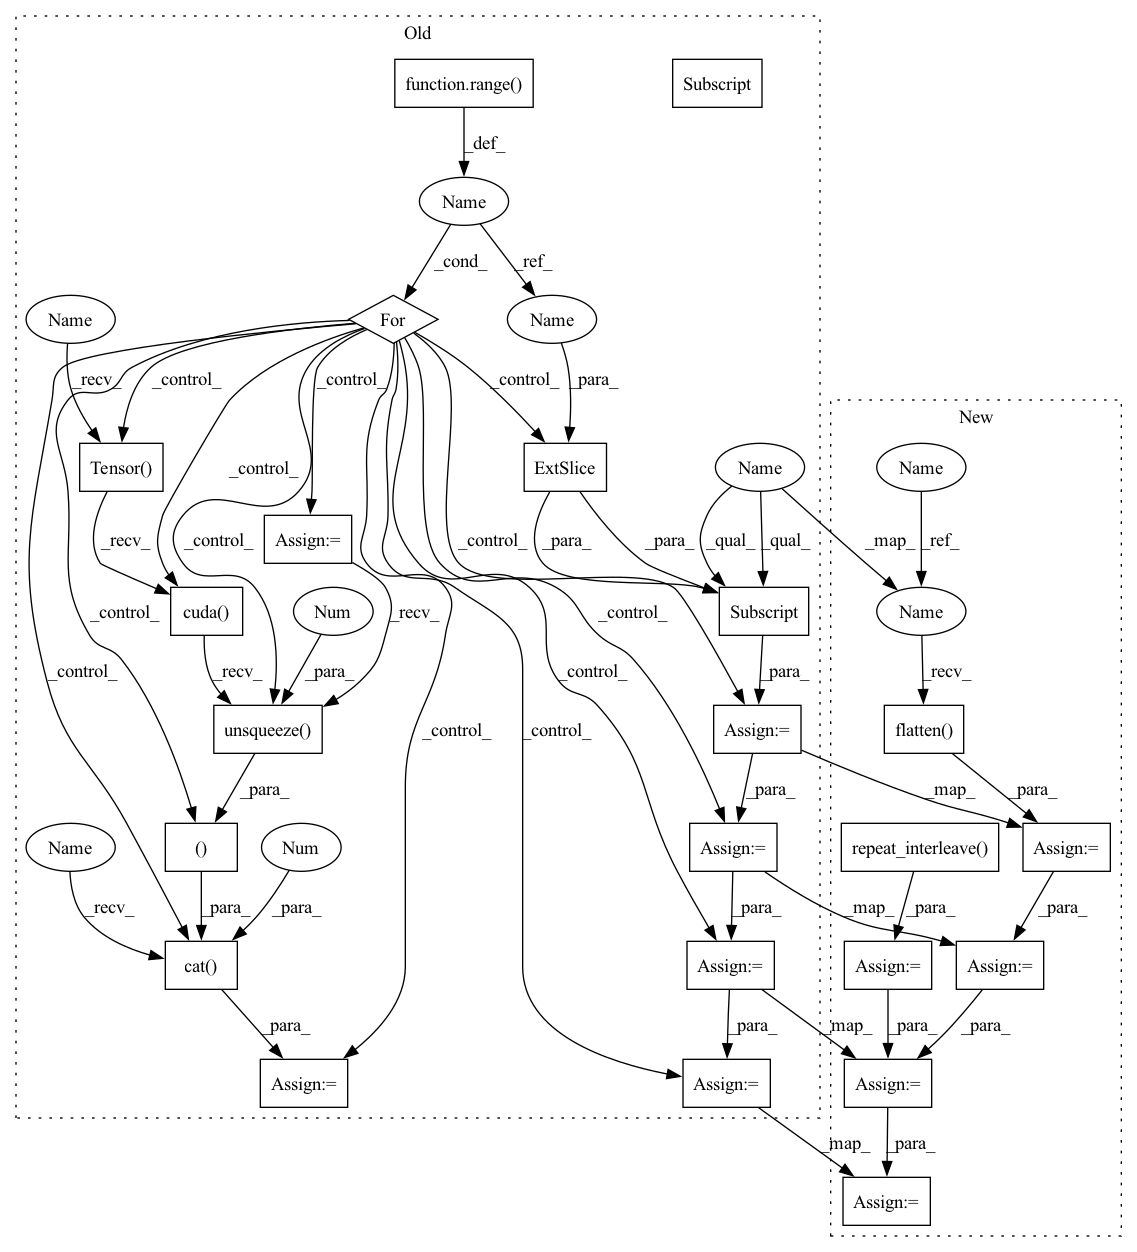 Old
function.range()
Subscript
_def_
Name
_cond_
_ref_
Name
For
Name
_recv_
_control_
_control_
_control_
_para_
New
Tensor()
ExtSlice
Name
Name
_control_
_recv_
Assign:=
_control_
_control_
_para_
_para_
_qual_
_qual_
_map_
_ref_
cuda()
Num
Subscript
Name
_control_
_recv_
_control_
_recv_
_para_
_control_
_control_
_para_
_recv_
unsqueeze()
_control_
_control_
Assign:=
flatten()
_para_
_para_
_map_
_para_
Name
()
Num
Assign:=
repeat_interleave()
Assign:=
_recv_
_para_
_para_
_para_
_map_
_para_
_para_
cat()
Assign:=
Assign:=
Assign:=
_para_
_para_
_map_
_para_
_para_
Assign:=
Assign:=
Assign:=
_map_
_para_
Assign:=